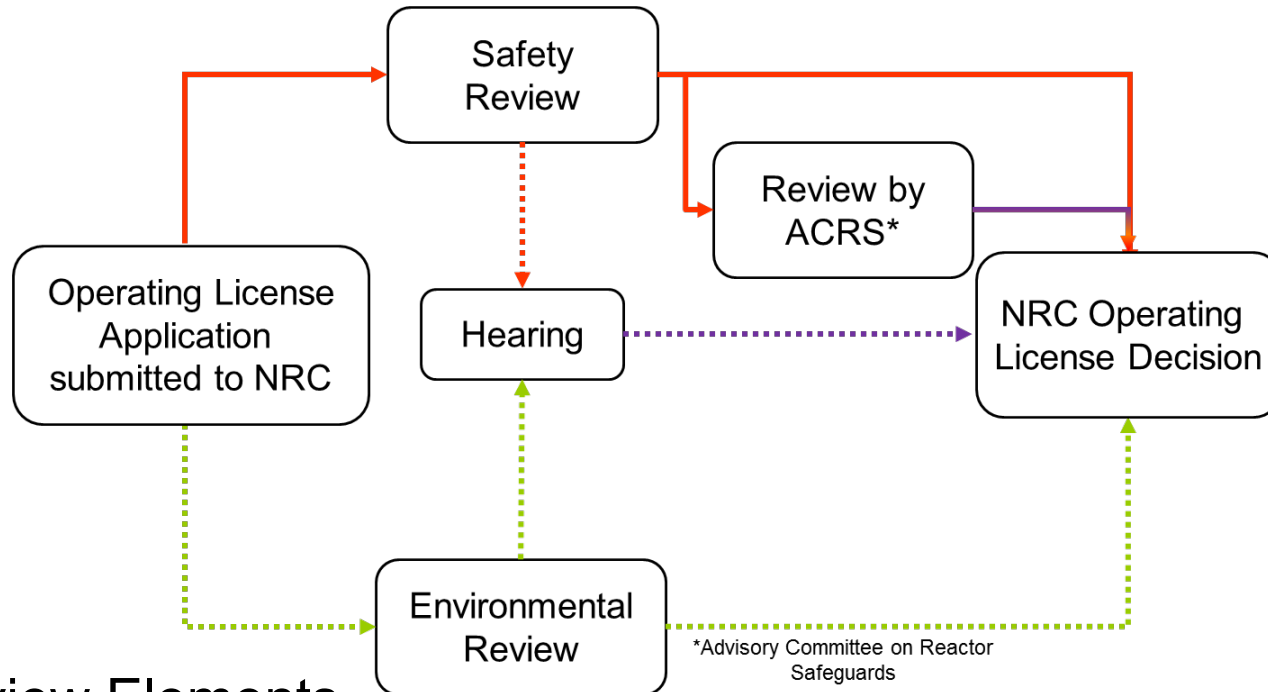 Safety
Review
Review by
ACRS*
Operating License
Application
submitted to NRC
Hearing
NRC Operating
License Decision
Environmental
Review
*Advisory Committee on Reactor
Safeguards
Elements